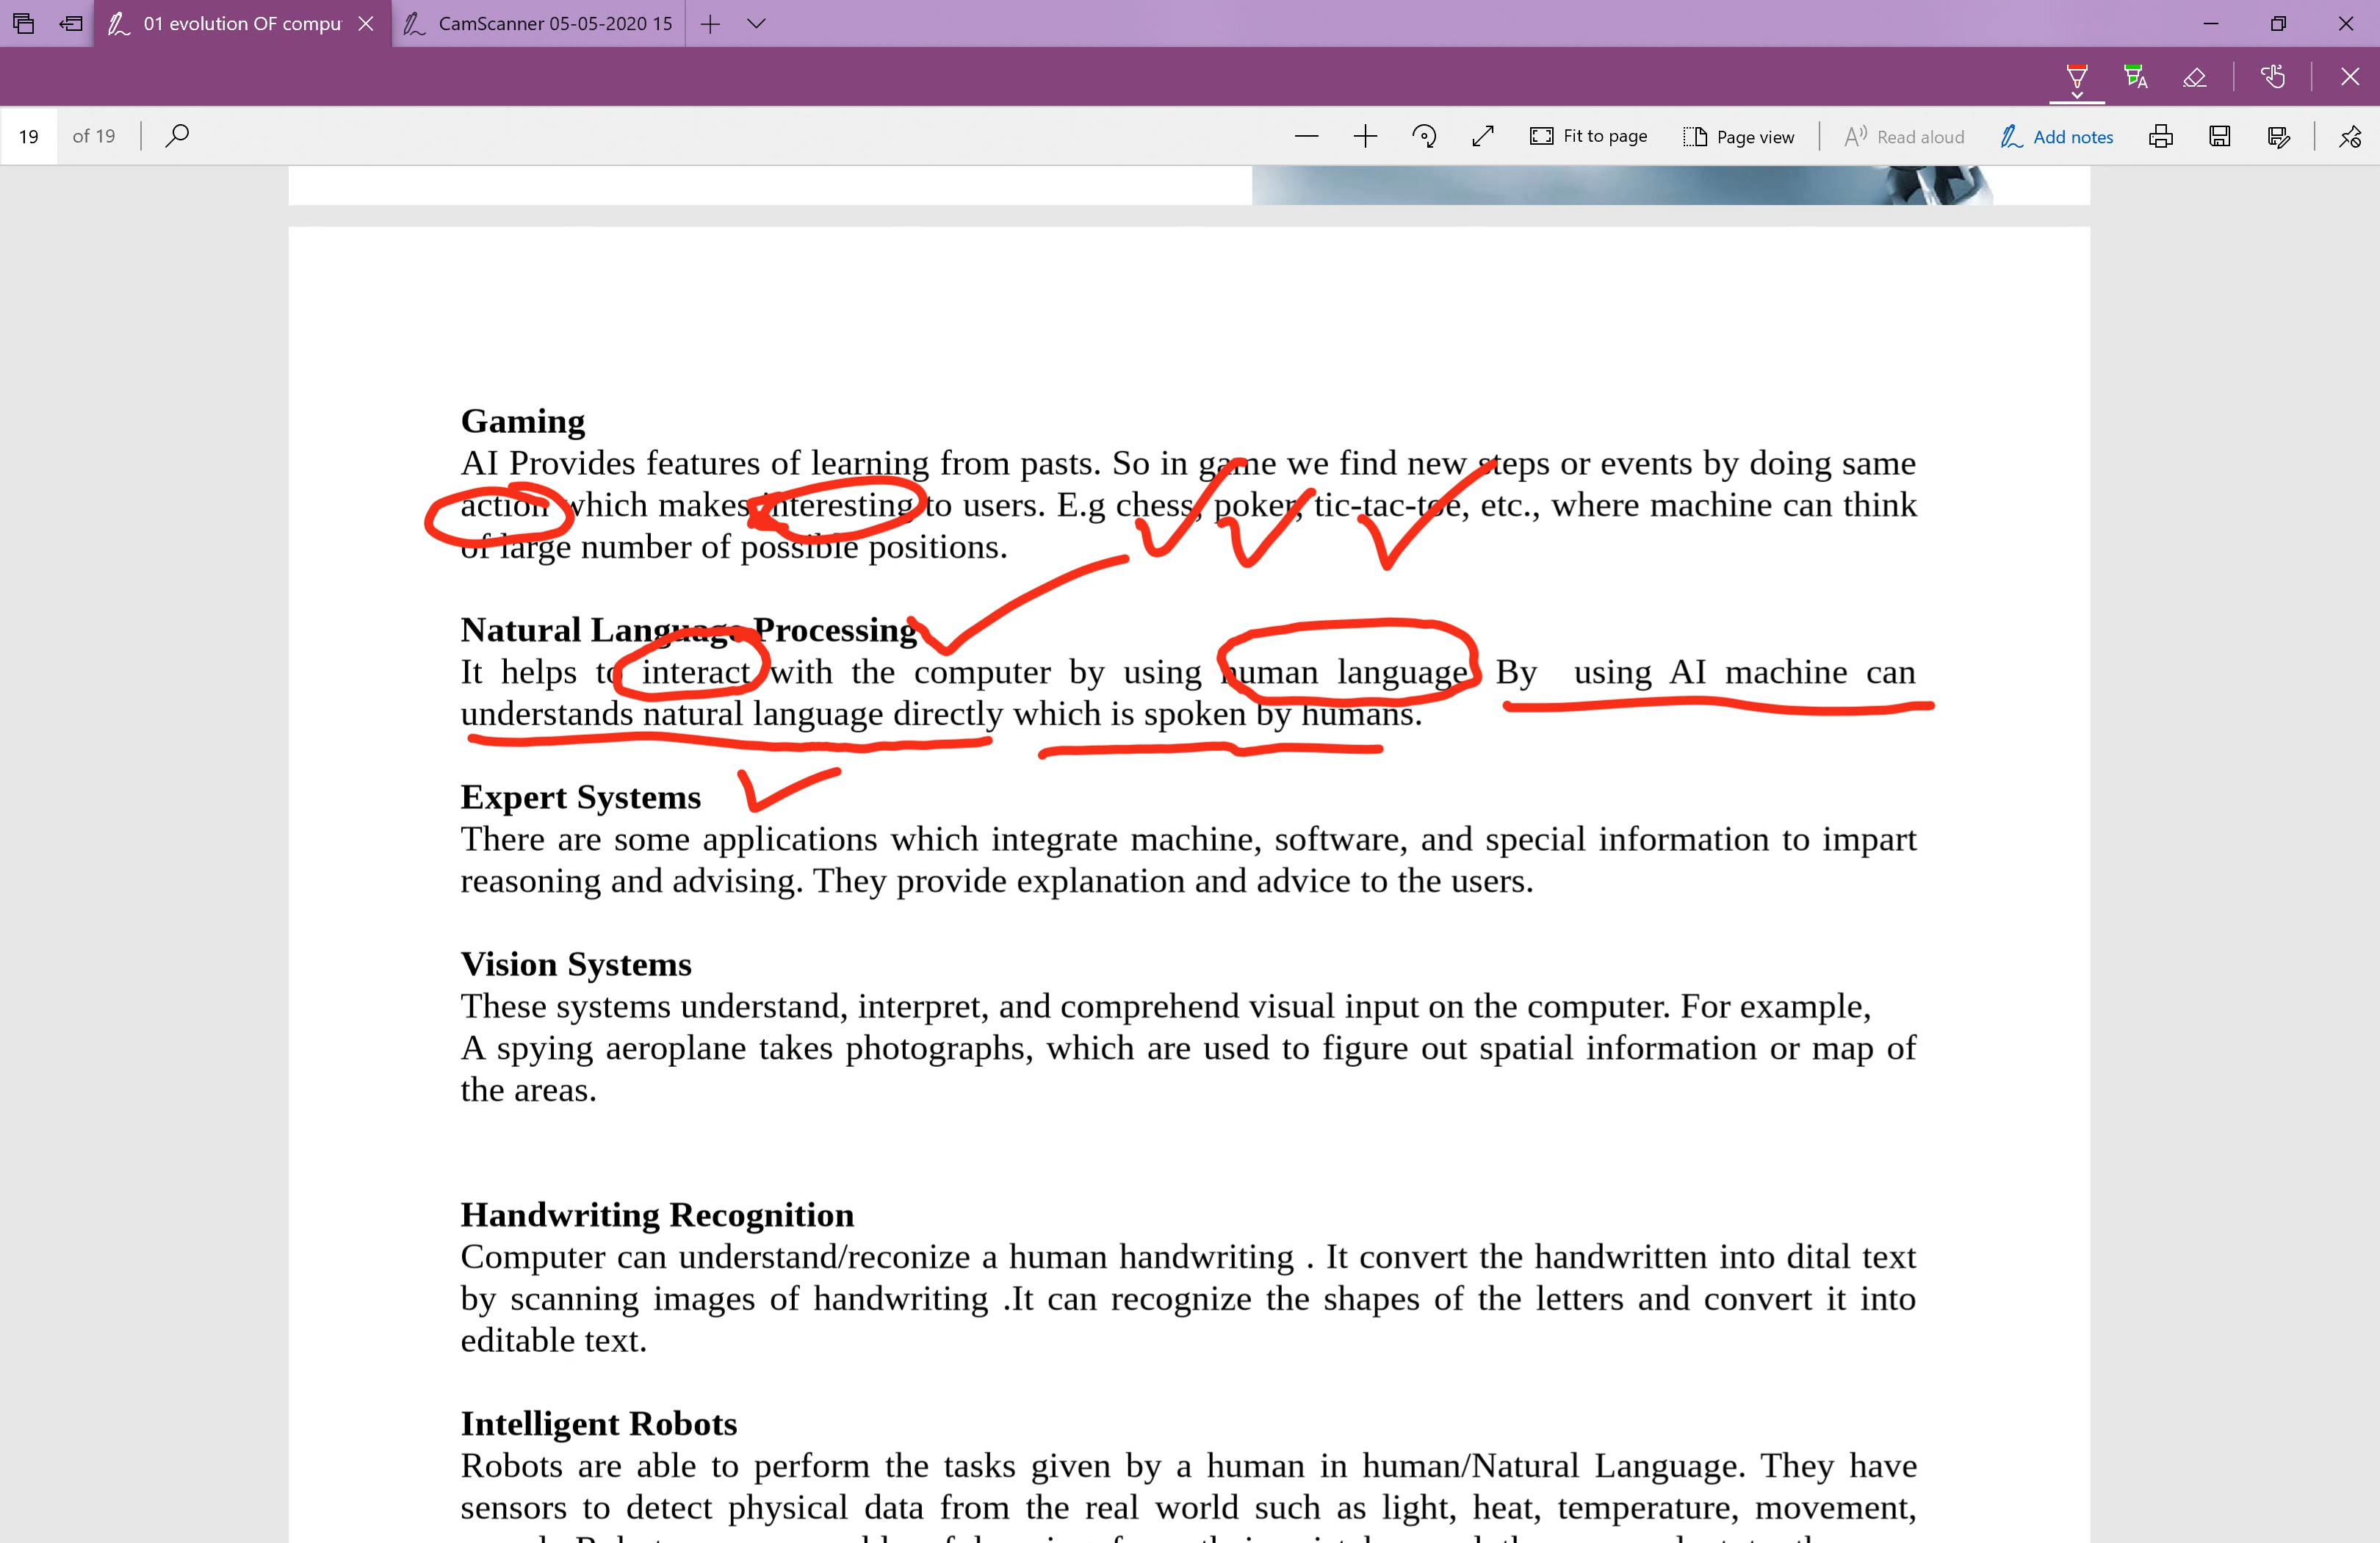 01 evolution OF compu
CamScanner 05-05-2020 15
19 of 19
Fit to page
Page view
Read aloud
Add notes
Gaming
AI Provides features of learning from pasts. So in game we find new steps or events by doing same
action which makes interesting to users. E.g chess, poker, tic-tac-toe, etc., where machine can think
of large number of possible positions.
Natural Language Processing
It helps to interact with the computer by using human language. By using AI machine can
understands natural language directly which is spoken by humans.
Expert Systems
There are some applications which integrate machine, software, and special information to impart
reasoning and advising. They provide explanation and advice to the users.
Vision Systems
These systems understand, interpret, and comprehend visual input on the computer. For example,
A spying aeroplane takes photographs, which are used to figure out spatial information or map of
the areas.
Handwriting Recognition
Computer can understand/reconize a human handwriting . It convert the handwritten into dital text
by scanning images of handwriting .It can recognize the shapes of the letters and convert it into
editable text.
Intelligent Robots
Robots are able to perform the tasks given by a human in human/Natural Language. They have
sensors to detect physical data from the real world such as light, heat, temperature, movement,